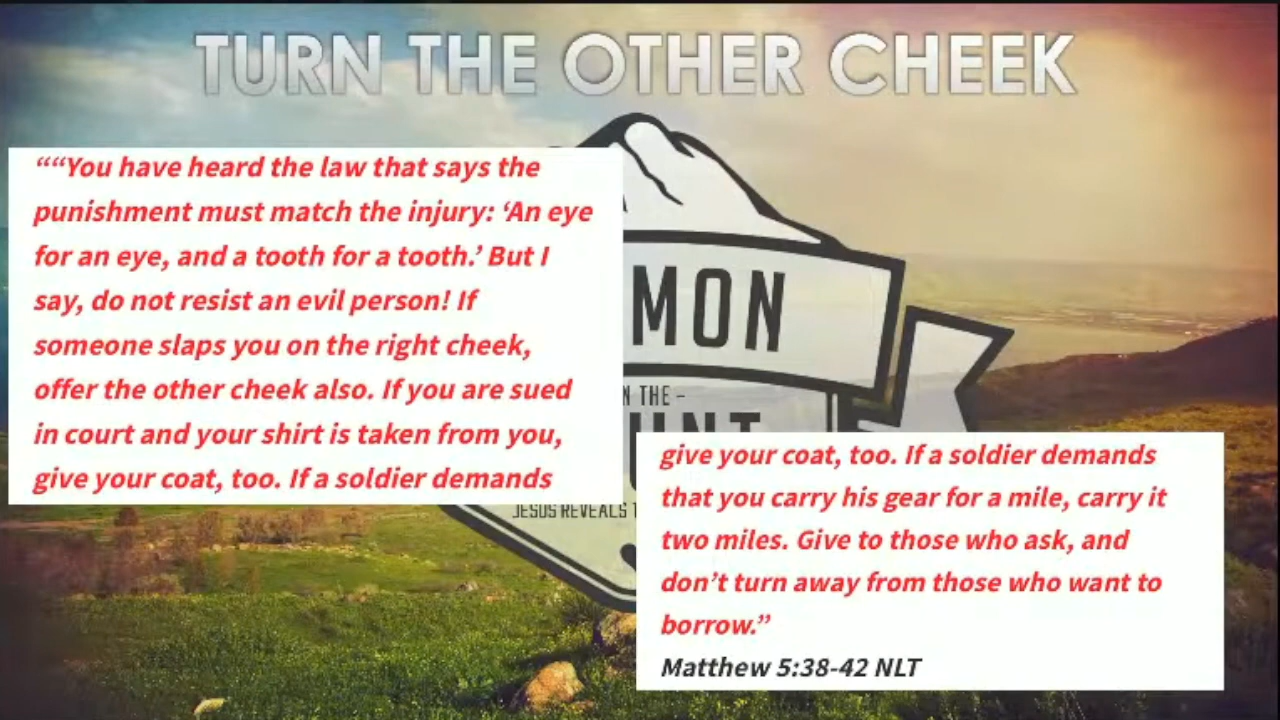 TURN THE OTHER CHEEK
““You have heard the law that says the
punishment must match the injury: ‘An eye
for an eye, and a tooth for a tooth.’ But I
say, do not resist an evil person! If
someone slaps you on the right cheek,
offer the other cheek also. If you are sued
in court and your shirt is taken from you,
give your coat, too. If a soldier demands
MON
N THE –
UNT
JESUS REVEALS
give your coat, too. If a soldier demands
that you carry his gear for a mile, carry it
two miles. Give to those who ask, and
don’t turn away from those who want to
borrow.”
Matthew 5:38-42 NLT